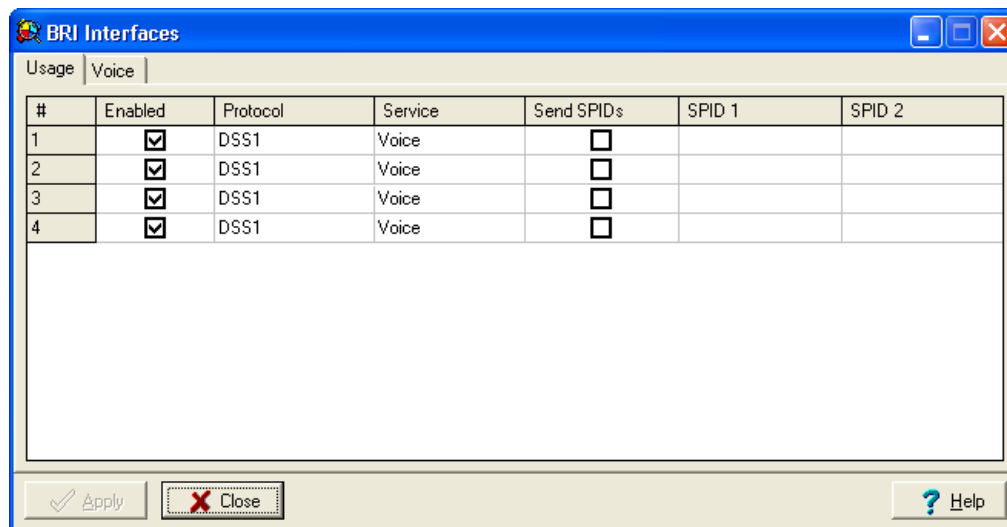 BRI Interfaces
Usage Voice
# Enabled Protocol Service Send SPIDs SPID 1 SPID 2
1 DSS1 Voice
2 DSS1 Voice
3 DSS1 Voice
4 DSS1 Voice
Apply Close Help